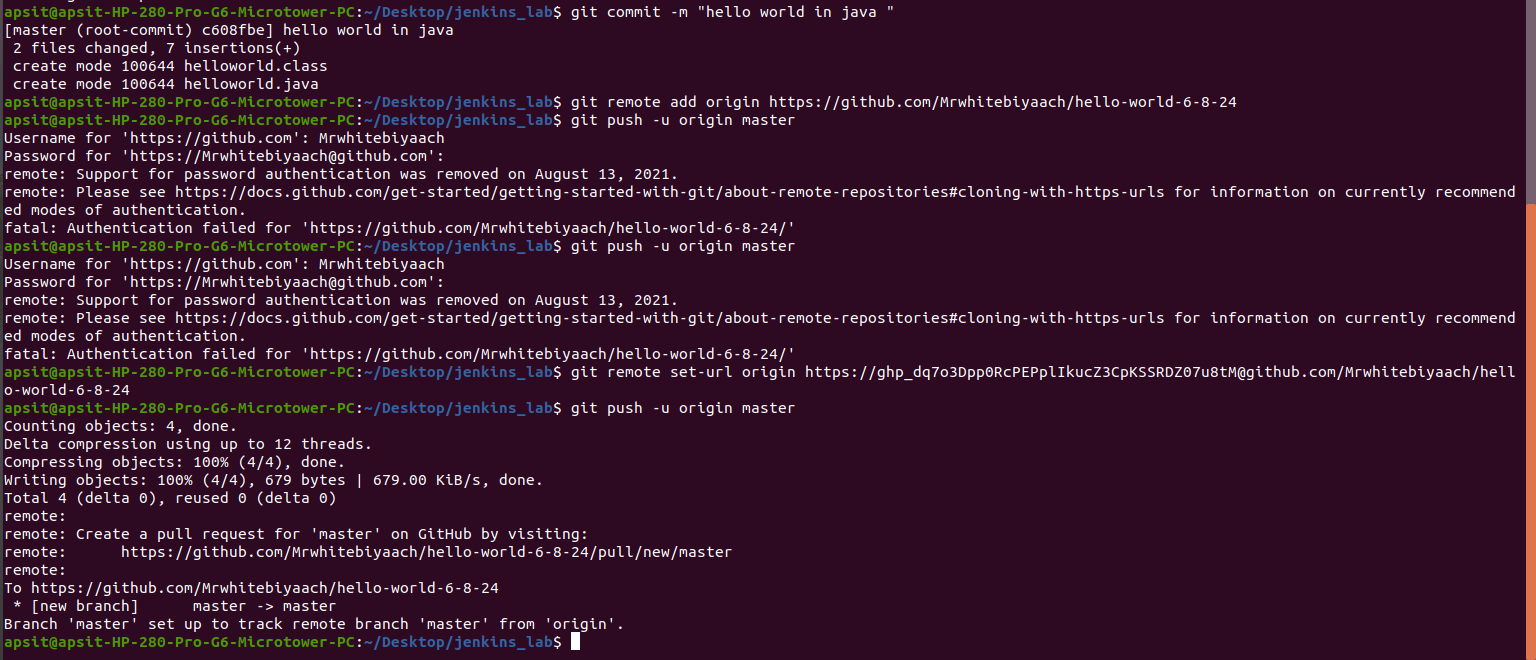 apsit@apsit-HP-280-Pro-G6-Microtower-PC:~/Desktop/jenkins_lab$ git commit -m "hello world in java "
[master (root-commit) c608fbe] hello world in java
 2 files changed, 7 insertions(+)
 create mode 100644 helloworld.class
 create mode 100644 helloworld.java
apsit@apsit-HP-280-Pro-G6-Microtower-PC:~/Desktop/jenkins_lab$ git remote add origin https://github.com/Mrwhitebiyaach/hello-world-6-8-24
apsit@apsit-HP-280-Pro-G6-Microtower-PC:~/Desktop/jenkins_lab$ git push -u origin master
Username for 'https://github.com': Mrwhitebiyaach
Password for 'https://Mrwhitebiyaach@github.com':
remote: Support for password authentication was removed on August 13, 2021.
remote: Please see https://docs.github.com/get-started/getting-started-with-git/about-remote-repositories#cloning-with-https-urls for information on currently recommend
ed modes of authentication.
fatal: Authentication failed for 'https://github.com/Mrwhitebiyaach/hello-world-6-8-24/'
apsit@apsit-HP-280-Pro-G6-Microtower-PC:~/Desktop/jenkins_lab$ git push -u origin master
Username for 'https://github.com': Mrwhitebiyaach
Password for 'https://Mrwhitebiyaach@github.com':
remote: Support for password authentication was removed on August 13, 2021.
remote: Please see https://docs.github.com/get-started/getting-started-with-git/about-remote-repositories#cloning-with-https-urls for information on currently recommend
ed modes of authentication.
fatal: Authentication failed for 'https://github.com/Mrwhitebiyaach/hello-world-6-8-24/'
apsit@apsit-HP-280-Pro-G6-Microtower-PC:~/Desktop/jenkins_lab$ git remote set-url origin https://[access token omitted]@github.com/Mrwhitebiyaach/hell
o-world-6-8-24
apsit@apsit-HP-280-Pro-G6-Microtower-PC:~/Desktop/jenkins_lab$ git push -u origin master
Counting objects: 4, done.
Delta compression using up to 12 threads.
Compressing objects: 100% (4/4), done.
Writing objects: 100% (4/4), 679 bytes | 679.00 KiB/s, done.
Total 4 (delta 0), reused 0 (delta 0)
remote:
remote: Create a pull request for 'master' on GitHub by visiting:
remote:      https://github.com/Mrwhitebiyaach/hello-world-6-8-24/pull/new/master
remote:
To https://github.com/Mrwhitebiyaach/hello-world-6-8-24
 * [new branch]      master -> master
Branch 'master' set up to track remote branch 'master' from 'origin'.
apsit@apsit-HP-280-Pro-G6-Microtower-PC:~/Desktop/jenkins_lab$